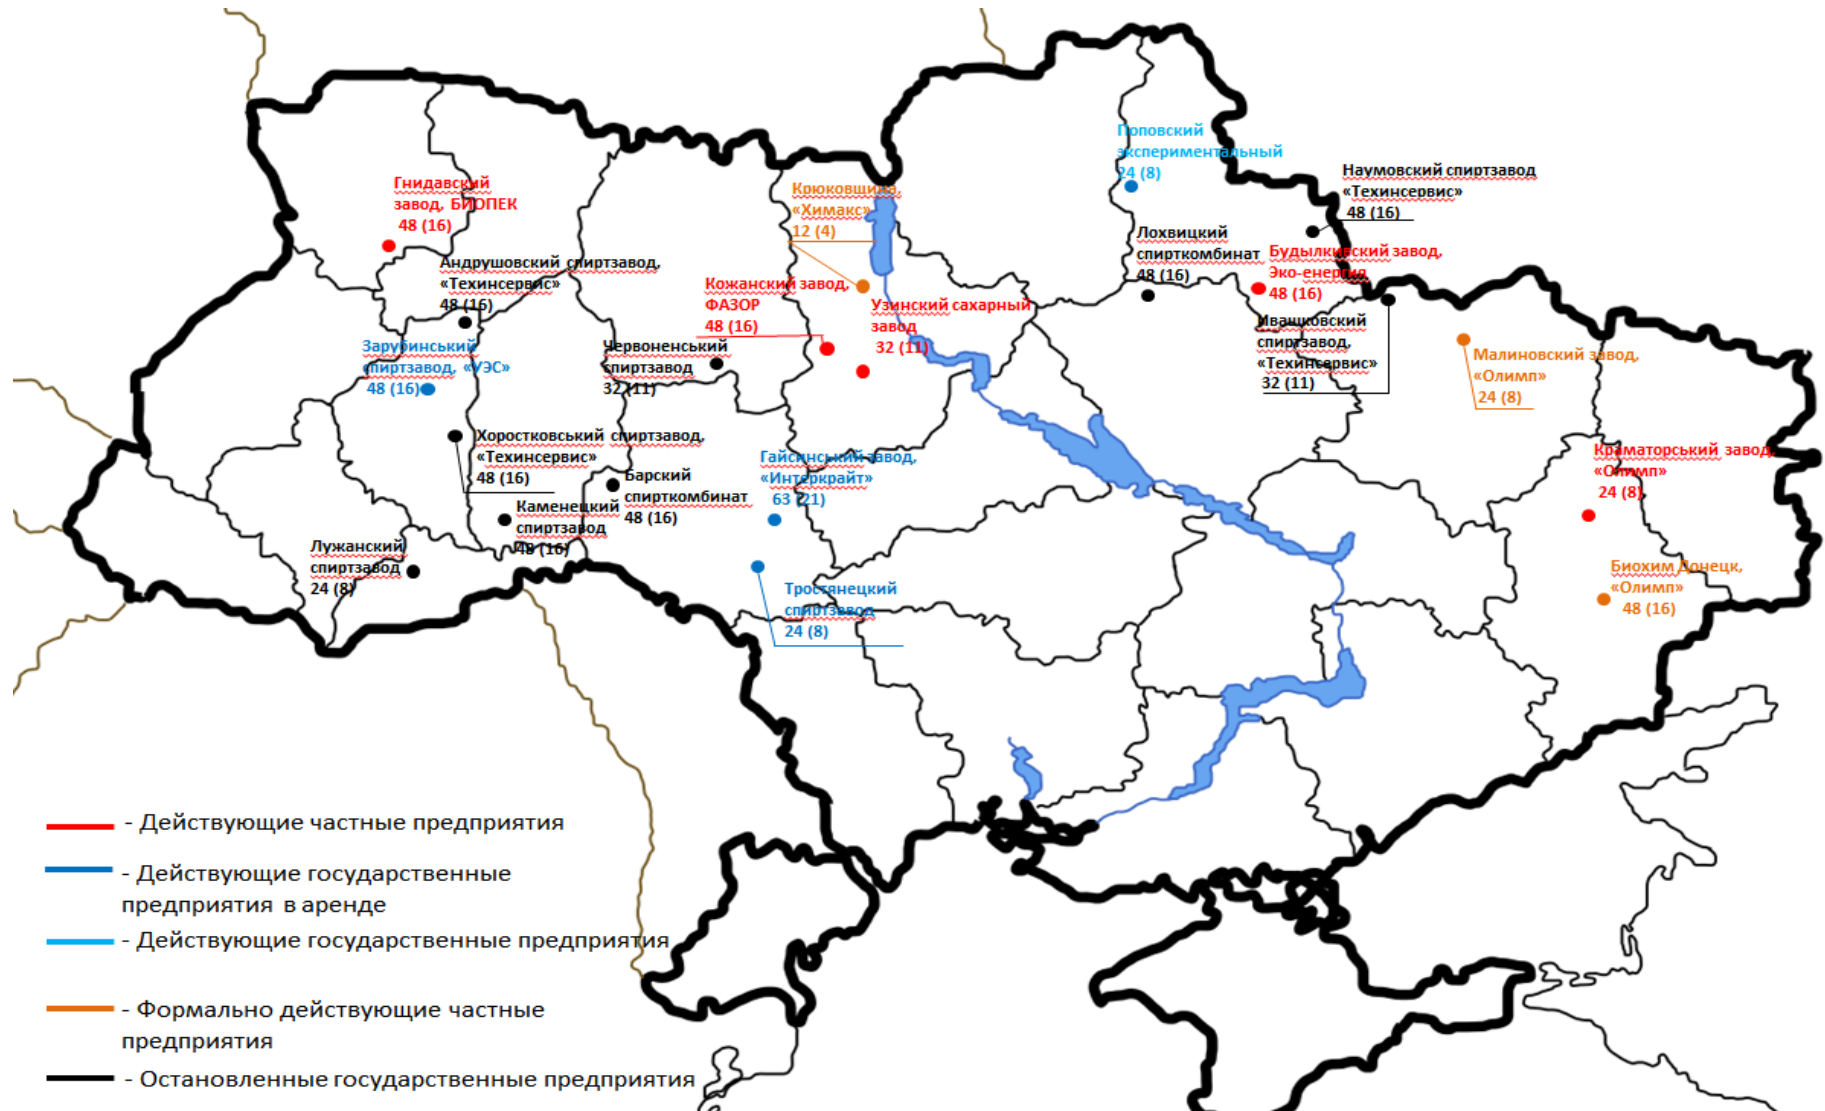 Поповский
экспериментальный
24 (8)
Наумовский спиртзавод
«Техинсервис»
48 (16)
Гнидавский
завод, БИОПЕК
48 (16)
Крюковщина,
«Химакс»
12 (4)
Лохвицкий
спирткомбинат
48 (16)
Будылкивский завод,
Эко-енергия
48 (16)
Андрушовский спиртзавод,
«Техинсервис»
48 (16)
Кожанский завод,
ФАЗОР
48 (16)
Узинский сахарный
завод
32 (11)
Ивашковский
спиртзавод,
«Техинсервис»
32 (11)
Зарубинський
спиртзавод, «УЭС»
48 (16)
Червоненський
спиртзавод
32 (11)
Малиновский завод,
«Олимп»
24 (8)
Хоростковський спиртзавод,
«Техинсервис»
48 (16)
Гайсинський завод,
«Интеркрайт»
63 (21)
Краматорський завод,
«Олимп»
24 (8)
Барский
спирткомбинат
48 (16)
Каменецкий
спиртзавод
48 (16)
Лужанский
спиртзавод
24 (8)
Тростянецкий
спиртзавод
24 (8)
Биохим Донецк,
«Олимп»
48 (16)
- Действующие частные предприятия
- Действующие государственные
предприятия в аренде
- Действующие государственные предприятия
- Формально действующие частные
предприятия
- Остановленные государственные предприятия